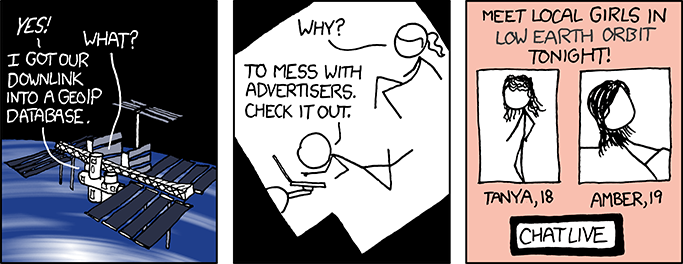 YES!
I GOT OUR
DOWNLINK
INTO A GEOIP
DATABASE.
WHAT?
WHY?
TO MESS WITH
ADVERTISERS.
CHECK IT OUT.
MEET LOCAL GIRLS IN
LOW EARTH ORBIT
TONIGHT!
TANYA, 18
AMBER, 19
CHAT LIVE